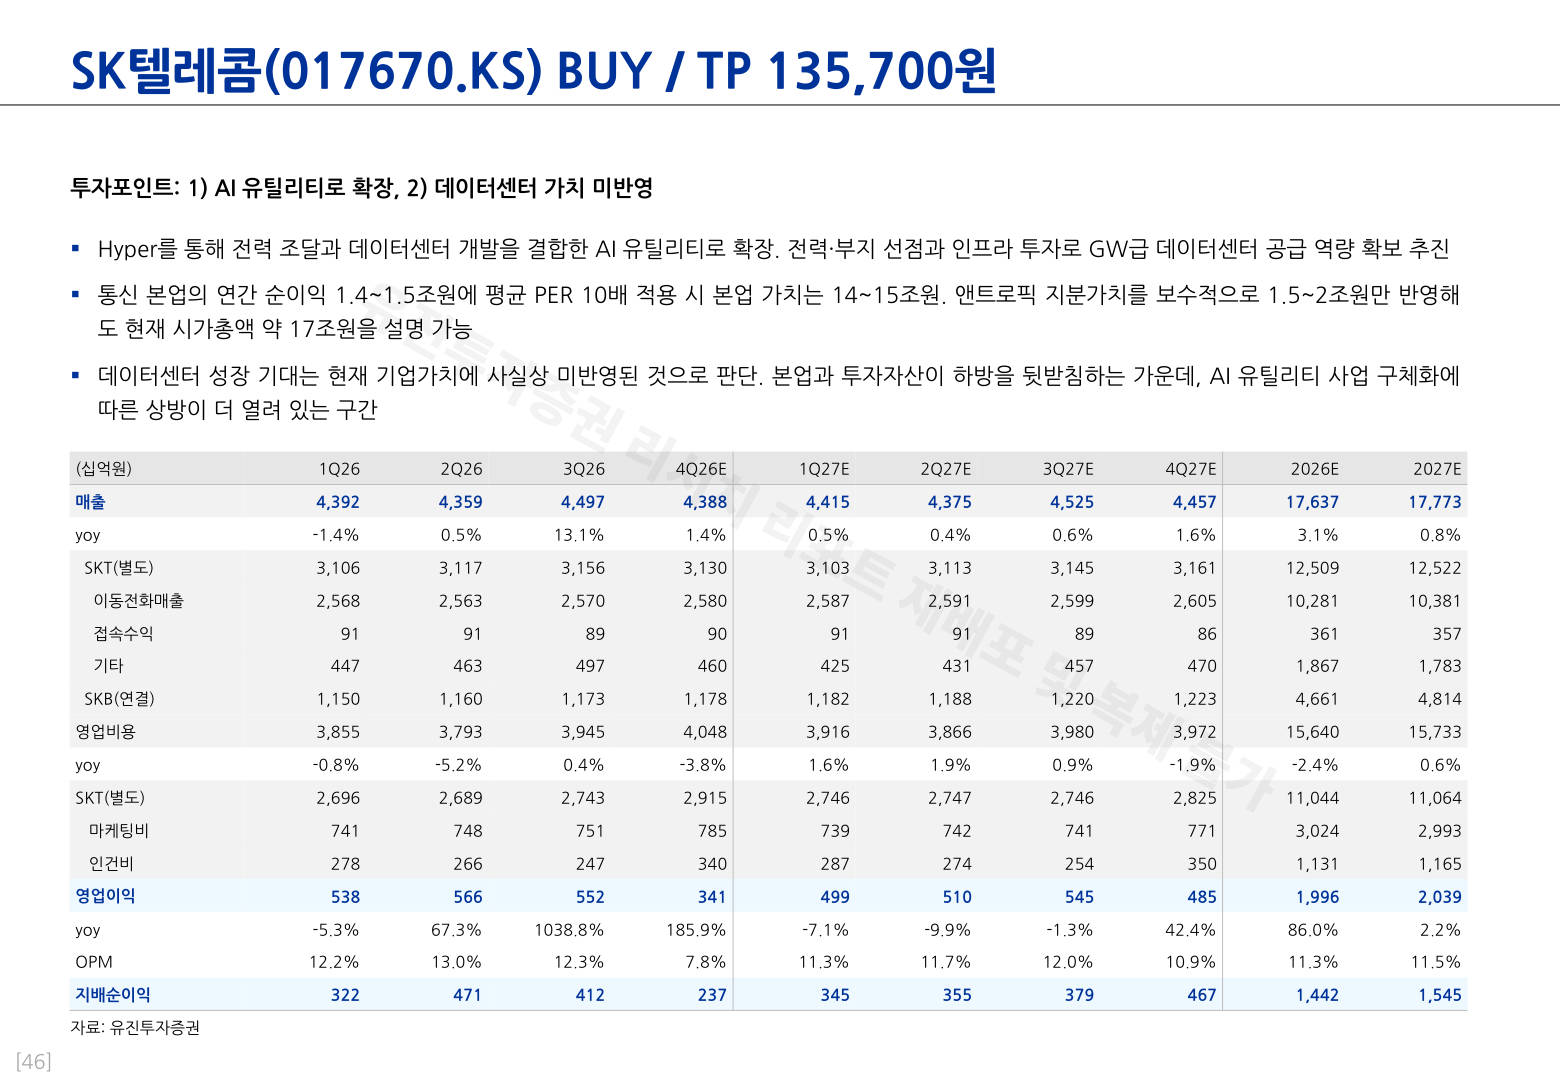 SK텔레콤(017670.KS) BUY / TP 135,700원
투자포인트: 1) AI 유틸리티로 확장, 2) 데이터센터 가치 미반영
▪ Hyper를 통해 전력 조달과 데이터센터 개발을 결합한 AI 유틸리티로 확장. 전력·부지 선점과 인프라 투자로 GW급 데이터센터 공급 역량 확보 추진
▪ 통신 본업의 연간 순이익 1.4~1.5조원에 평균 PER 10배 적용 시 본업 가치는 14~15조원. 앤트로픽 지분가치를 보수적으로 1.5~2조원만 반영해
도 현재 시가총액 약 17조원을 설명 가능
▪ 데이터센터 성장 기대는 현재 기업가치에 사실상 미반영된 것으로 판단. 본업과 투자자산이 하방을 뒷받침하는 가운데, AI 유틸리티 사업 구체화에
따른 상방이 더 열려 있는 구간
(십억원) 1Q26 2Q26 3Q26 4Q26E 1Q27E 2Q27E 3Q27E 4Q27E 2026E 2027E
매출 4,392 4,359 4,497 4,388 4,415 4,375 4,525 4,457 17,637 17,773
yoy -1.4% 0.5% 13.1% 1.4% 0.5% 0.4% 0.6% 1.6% 3.1% 0.8%
SKT(별도) 3,106 3,117 3,156 3,130 3,103 3,113 3,145 3,161 12,509 12,522
이동전화매출 2,568 2,563 2,570 2,580 2,587 2,591 2,599 2,605 10,281 10,381
접속수익 91 91 89 90 91 91 89 86 361 357
기타 447 463 497 460 425 431 457 470 1,867 1,783
SKB(연결) 1,150 1,160 1,173 1,178 1,182 1,188 1,220 1,223 4,661 4,814
영업비용 3,855 3,793 3,945 4,048 3,916 3,866 3,980 3,972 15,640 15,733
yoy -0.8% -5.2% 0.4% -3.8% 1.6% 1.9% 0.9% -1.9% -2.4% 0.6%
SKT(별도) 2,696 2,689 2,743 2,915 2,746 2,747 2,746 2,825 11,044 11,064
마케팅비 741 748 751 785 739 742 741 771 3,024 2,993
인건비 278 266 247 340 287 274 254 350 1,131 1,165
영업이익 538 566 552 341 499 510 545 485 1,996 2,039
yoy -5.3% 67.3% 1038.8% 185.9% -7.1% -9.9% -1.3% 42.4% 86.0% 2.2%
OPM 12.2% 13.0% 12.3% 7.8% 11.3% 11.7% 12.0% 10.9% 11.3% 11.5%
지배순이익 322 471 412 237 345 355 379 467 1,442 1,545
자료: 유진투자증권
[46]
유진투자증권 리서치 리포트 재배포 및 복제 불가